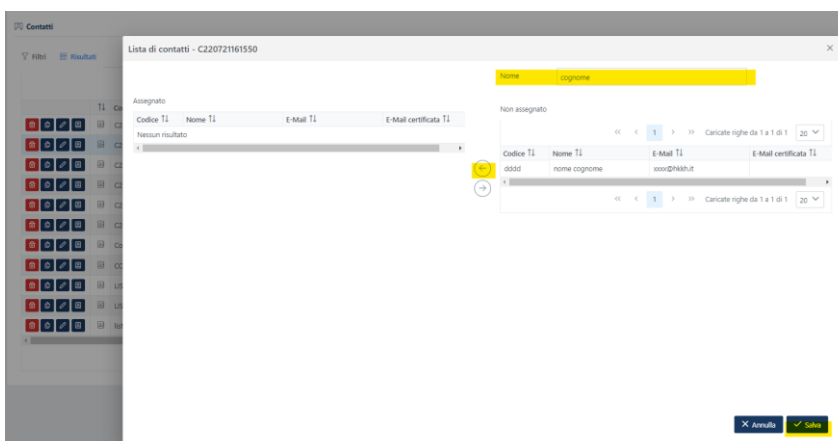 Contatti
Filtri Risultati
Lista di contatti - C220721161550
Nome cognome
Assegnato
Codice Nome E-Mail E-Mail certificata
Nessun risultato
Non assegnato
1 Caricate righe da 1 a 1 di 1 20
Codice Nome E-Mail E-Mail certificata
dddd nome cognome xxxx@hkkh.it
1 Caricate righe da 1 a 1 di 1 20
Annulla Salva